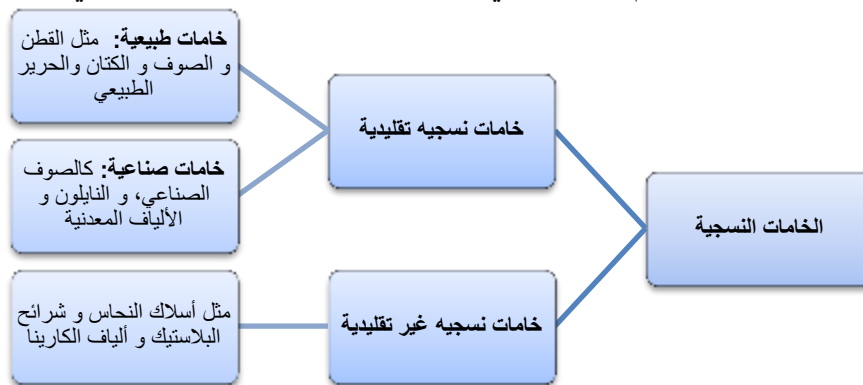 الخامات النسجية
خامات نسجيه تقليدية
خامات طبيعية: مثل القطن
و الصوف و الكتان والحرير
الطبيعي
خامات صناعية: كالصوف
الصناعي، و النايلون و
الألياف المعدنية
خامات نسجيه غير تقليدية
مثل أسلاك النحاس و شرائح
البلاستيك و ألياف الكارينا